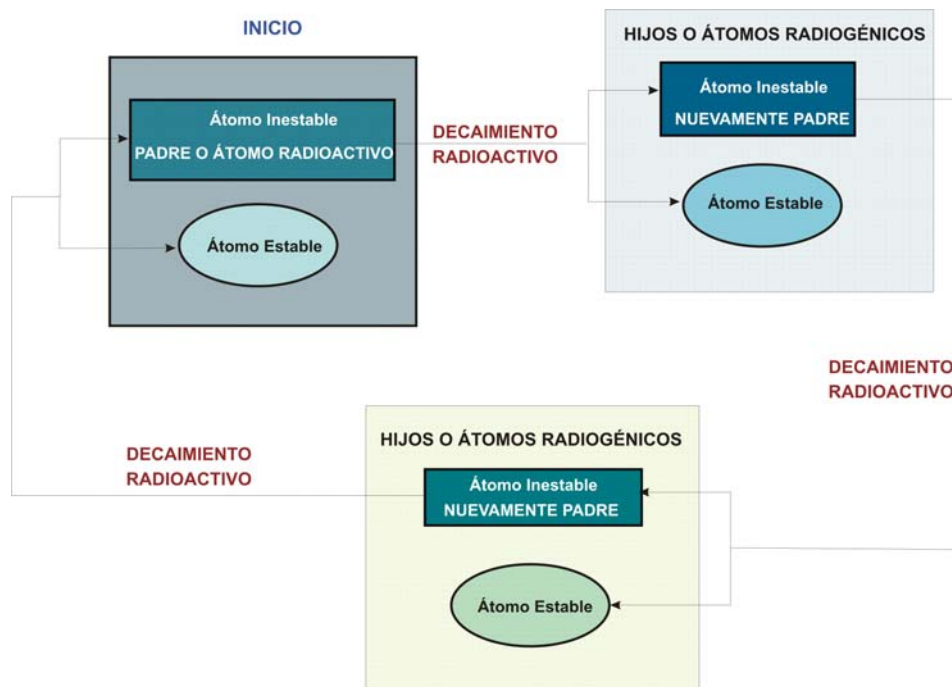 INICIO
Átomo Inestable
PADRE O ÁTOMO RADIOACTIVO
Átomo Estable
DECAIMIENTO
RADIOACTIVO
HIJOS O ÁTOMOS RADIOGÉNICOS
Átomo Inestable
NUEVAMENTE PADRE
Átomo Estable
DECAIMIENTO
RADIOACTIVO
HIJOS O ÁTOMOS RADIOGÉNICOS
Átomo Inestable
NUEVAMENTE PADRE
Átomo Estable
DECAIMIENTO
RADIOACTIVO